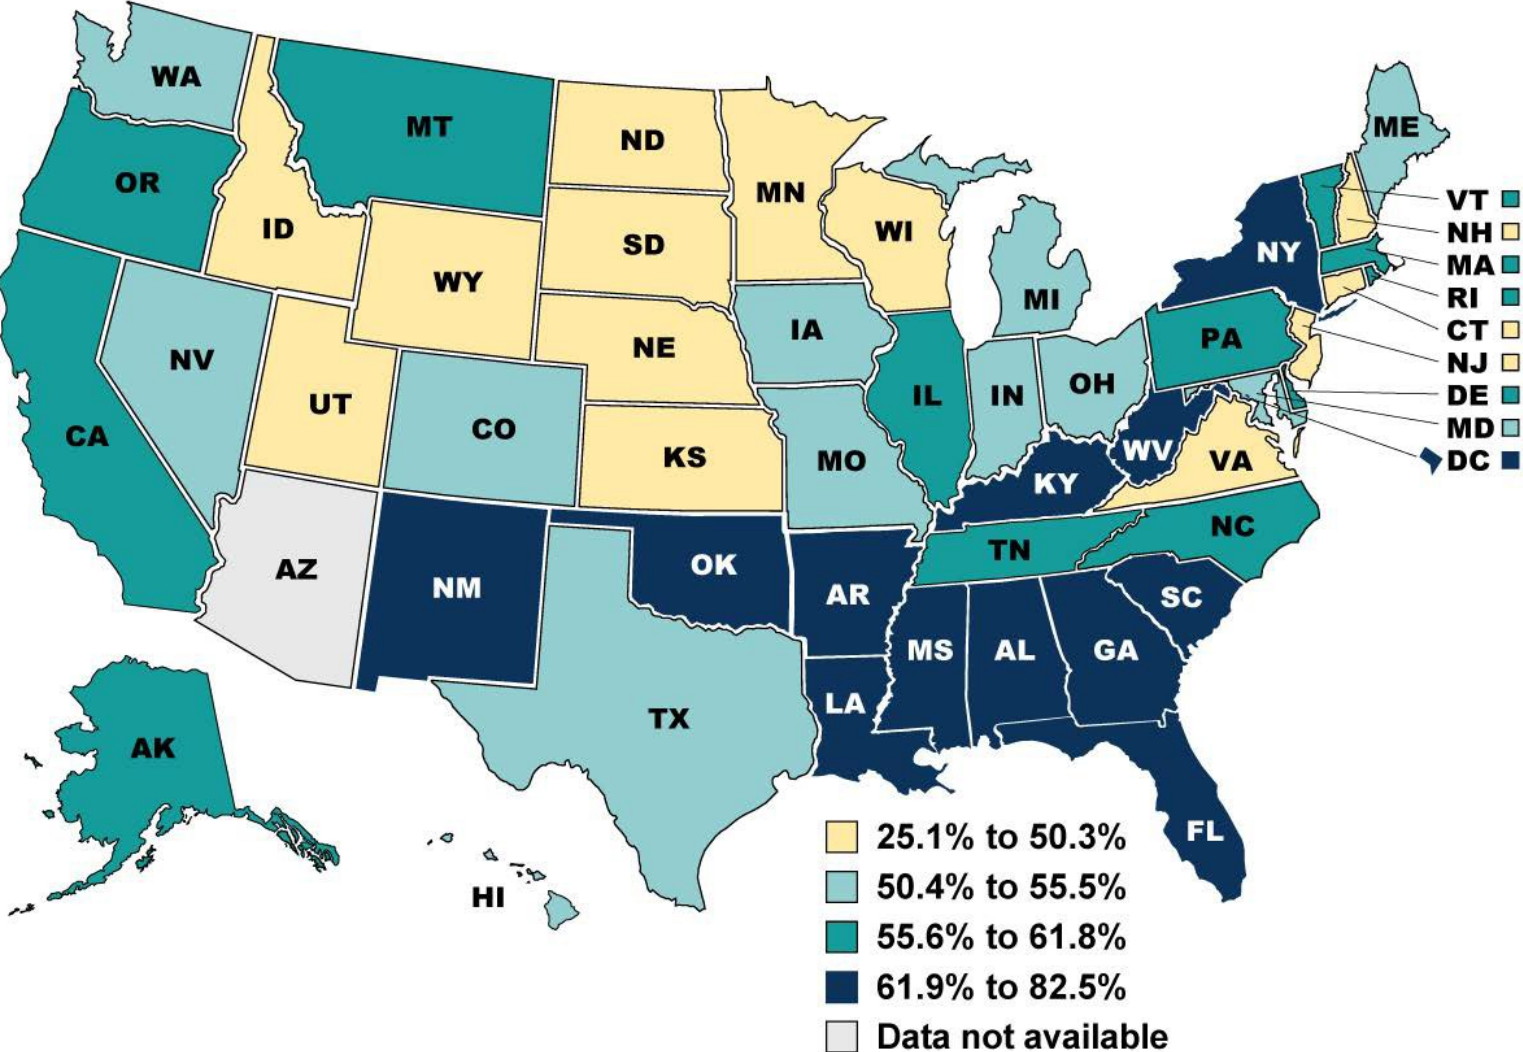 WA
ME
MT
ND
OR
MN
VT
ID
SD
WI
NH
NY
MA
WY
MI
RI
IA
CT
NV
NE
PA
NJ
UT
IL
IN
OH
DE
CO
MD
CA
KS
MO
WV
VA
DC
KY
NC
TN
AZ
NM
OK
AR
SC
MS
AL
GA
LA
TX
AK
FL
HI
25.1% to 50.3%
50.4% to 55.5%
55.6% to 61.8%
61.9% to 82.5%
Data not available